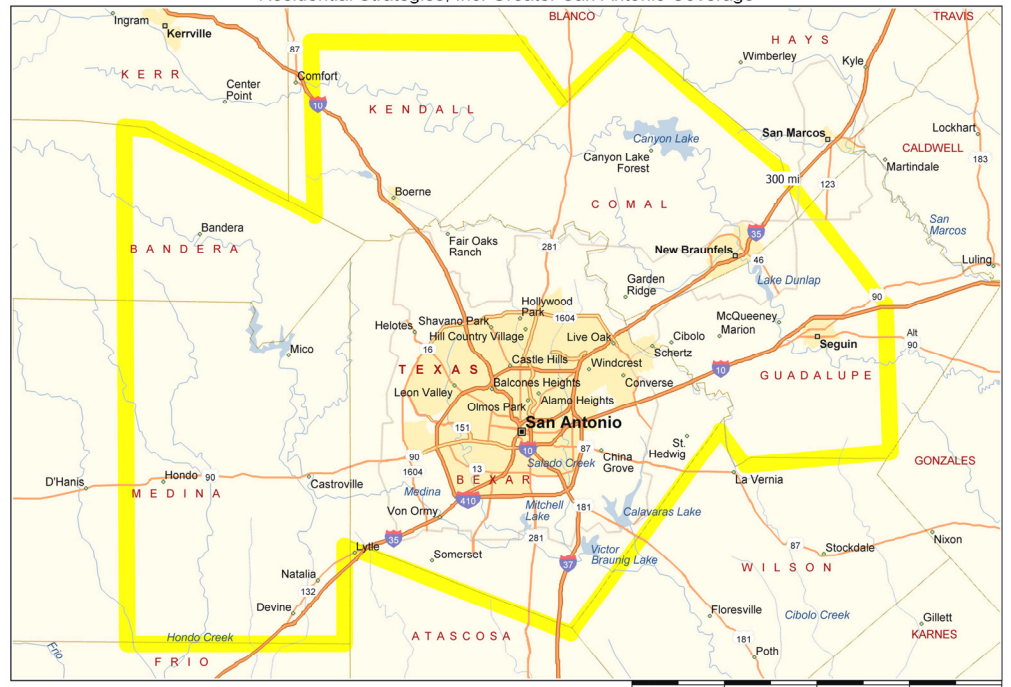 Residential Strategies, Inc. Greater San Antonio Coverage
Ingram
Kerrville
BLANCO
TRAVIS
HAYS
87
Wimberley
Kyle
KERR
Comfort
Center
Point
10
KENDALL
San Marcos
Canyon Lake
Lockhart
CALDWELL
Canyon Lake
Forest
183
Martindale
300 mi
123
Boerne
COMAL
San
Marcos
Bandera
BANDERA
35
Fair Oaks
Ranch
281
New Braunfels
46
Luling
Lake Dunlap
Garden
Ridge
90
Hollywood
Park
1604
McQueeney
Marion
Helotes
Shavano Park
Hill Country Village
Live Oak
Cibolo
Alt
90
Seguin
Mico
16
Schertz
Castle Hills
Windcrest
TEXAS
10
GUADALUPE
Converse
Balcones Heights
Leon Valley
Alamo Heights
Olmos Park
San Antonio
151
St.
Hedwig
87
90
10
China
Grove
1604
13
Salado Creek
GONZALES
D'Hanis
Hondo
90
La Vernia
Castroville
BEXAR
MEDINA
Medina
410
Mitchell
Lake
181
Calavaras Lake
Von Ormy
35
281
Nixon
Lytle
Somerset
Victor
Braunig Lake
87
Stockdale
37
WILSON
Natalia
132
Devine
Floresville
Cibolo Creek
Gillett
Hondo Creek
ATASCOSA
KARNES
181
Frio
FRIO
Poth